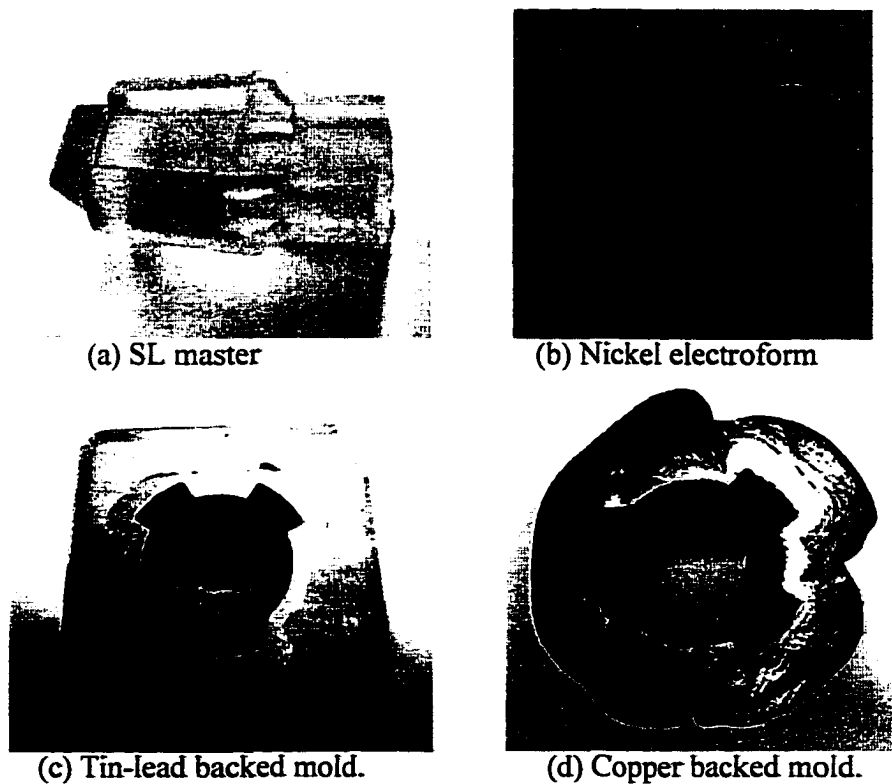 (a) SL master
(b) Nickel electroform
(c) Tin-lead backed mold.
(d) Copper backed mold.